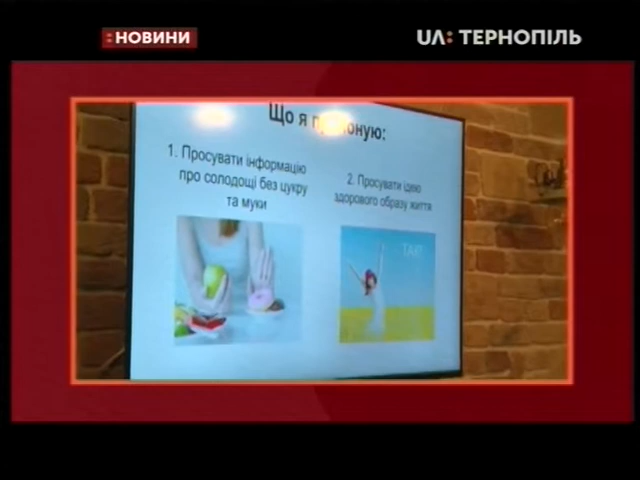 :НОВИНИ
UA: ТЕРНОПІЛЬ
Що я пропоную:
1. Просувати інформацію
про солодощі без цукру
та муки
2. Просувати ідею
здорового образу життя